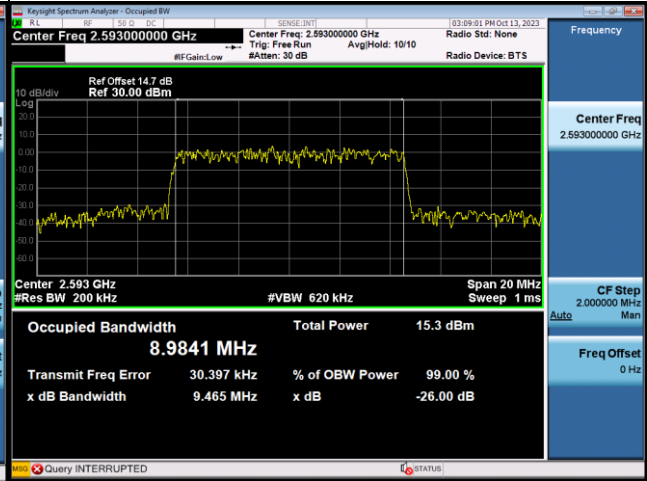 Keysight Spectrum Analyzer - Occupied BW
RL RF 50 Ω DC SENSE:INT 03:09:01 PM Oct 13, 2023
Center Freq 2.593000000 GHz
Center Freq: 2.593000000 GHz
Radio Std: None
Trig: Free Run Avg|Hold: 10/10
#IFGain:Low
#Atten: 30 dB
Radio Device: BTS
Frequency
Ref Offset 14.7 dB
10 dB/div Ref 30.00 dBm
Log
20.0
10.0
0.00
-10.0
-20.0
-30.0
-40.0
-50.0
-60.0
Center 2.593 GHz
Span 20 MHz
#Res BW 200 kHz
#VBW 620 kHz
Sweep 1 ms
Occupied Bandwidth
8.9841 MHz
Total Power 15.3 dBm
Transmit Freq Error 30.397 kHz
% of OBW Power 99.00 %
x dB Bandwidth 9.465 MHz
x dB -26.00 dB
Center Freq
2.593000000 GHz
CF Step
2.000000 MHz
Auto Man
Freq Offset
0 Hz
MSG Query INTERRUPTED
STATUS